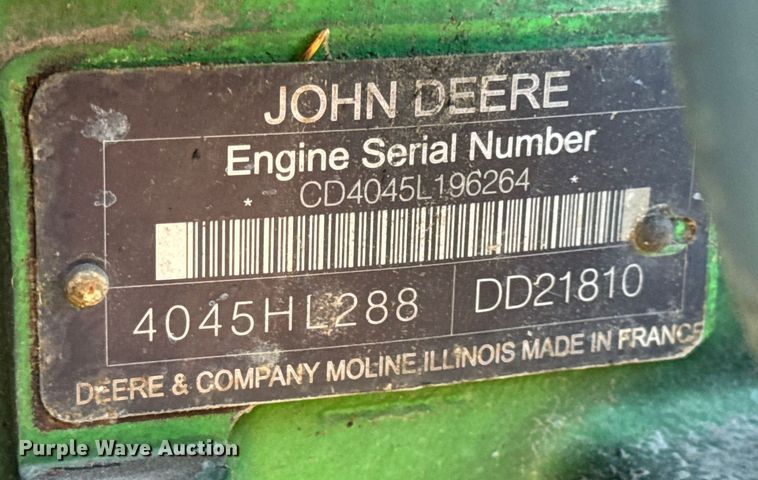 JOHN DEERE
Engine Serial Number
* CD4045L196264 *
4045HL288
DD21810
DEERE & COMPANY MOLINE, ILLINOIS MADE IN FRANCE
Purple Wave Auction